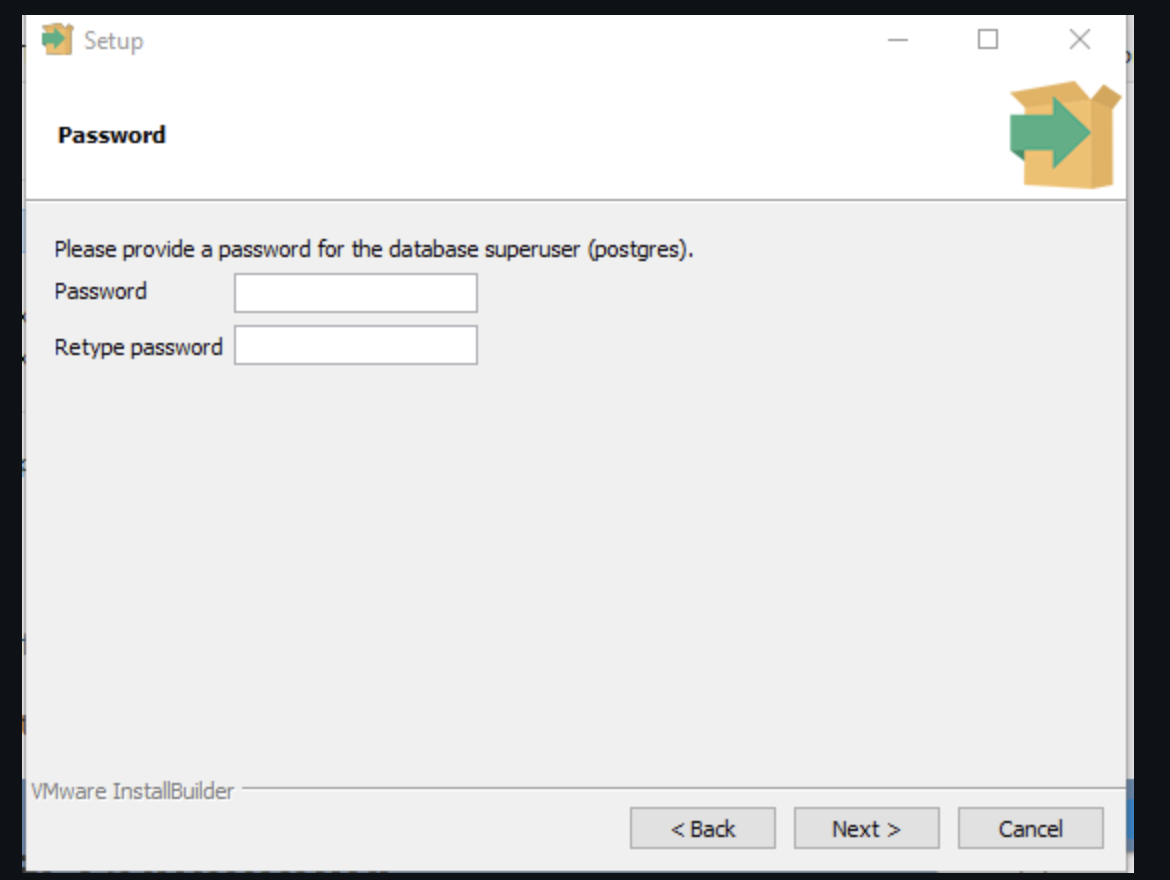 Setup
Password
Please provide a password for the database superuser (postgres).
Password
Retype password
VMware InstallBuilder
< Back
Next >
Cancel